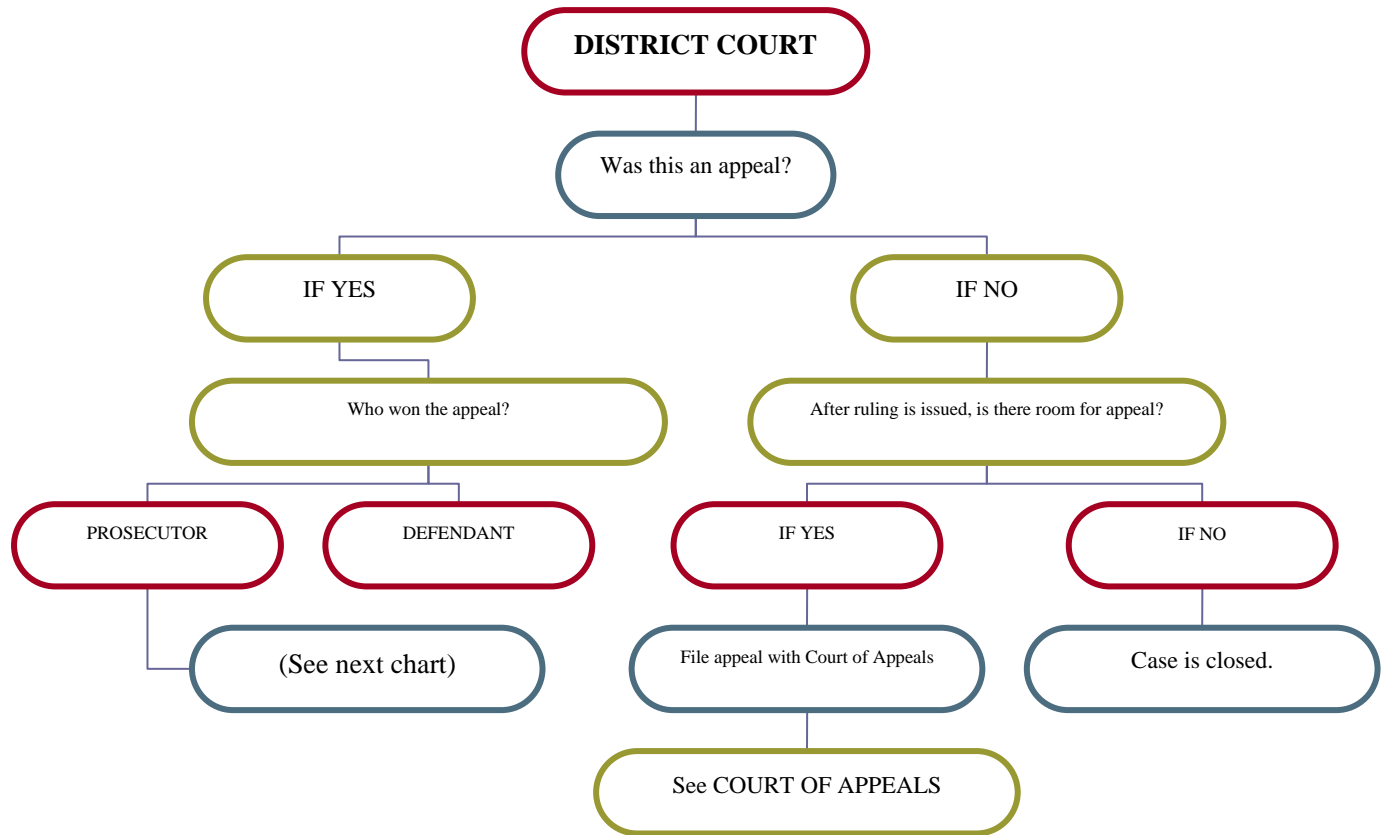 DISTRICT COURT
Was this an appeal?
IF YES
IF NO
Who won the appeal?
After ruling is issued, is there room for appeal?
PROSECUTOR
DEFENDANT
IF YES
IF NO
(See next chart)
File appeal with Court of Appeals
Case is closed.
See COURT OF APPEALS